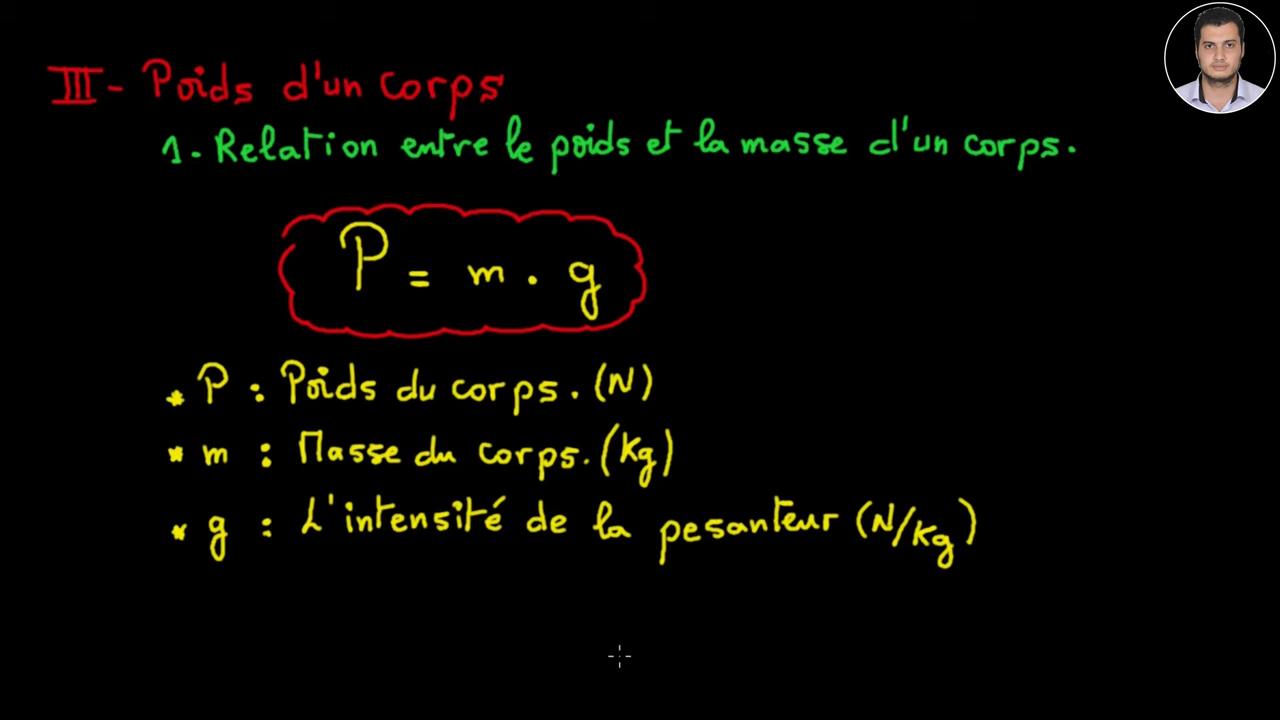 III- Poids d'un corps
1. Relation entre le poids et la masse d'un corps.
P = m . g
* P : Poids du corps. (N)
* m : Masse du corps. (Kg)
* g : L'intensité de la pesanteur (N/Kg)